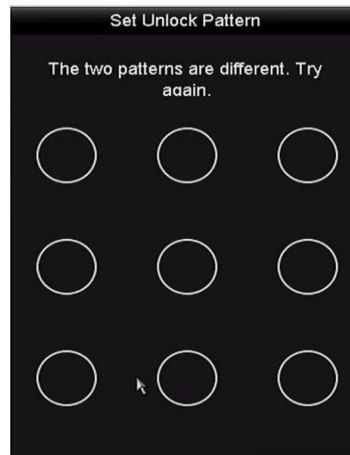 Set Unlock Pattern
The two patterns are different. Try
again.